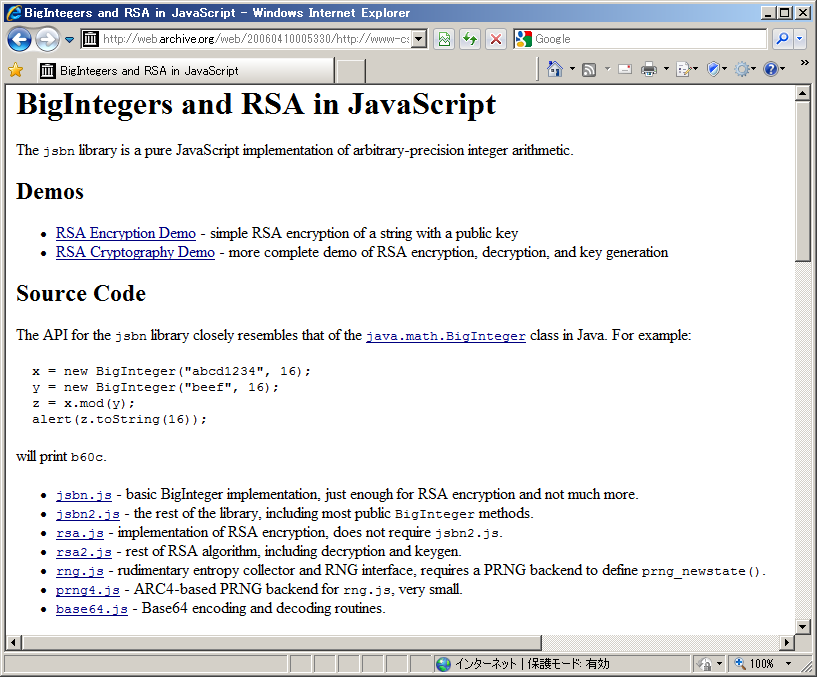 BigIntegers and RSA in JavaScript - Windows Internet Explorer
http://web.archive.org/web/20060410005330/http://www-cs
Google
BigIntegers and RSA in JavaScript
BigIntegers and RSA in JavaScript
The jsbn library is a pure JavaScript implementation of arbitrary-precision integer arithmetic.
Demos
• RSA Encryption Demo - simple RSA encryption of a string with a public key
• RSA Cryptography Demo - more complete demo of RSA encryption, decryption, and key generation
Source Code
The API for the jsbn library closely resembles that of the java.math.BigInteger class in Java. For example:
x = new BigInteger("abcd1234", 16);
y = new BigInteger("beef", 16);
z = x.mod(y);
alert(z.toString(16));
will print b60c.
• jsbn.js - basic BigInteger implementation, just enough for RSA encryption and not much more.
• jsbn2.js - the rest of the library, including most public BigInteger methods.
• rsa.js - implementation of RSA encryption, does not require jsbn2.js.
• rsa2.js - rest of RSA algorithm, including decryption and keygen.
• rng.js - rudimentary entropy collector and RNG interface, requires a PRNG backend to define prng_newstate().
• prng4.js - ARC4-based PRNG backend for rng.js, very small.
• base64.js - Base64 encoding and decoding routines.
インターネット | 保護モード: 有効
100%